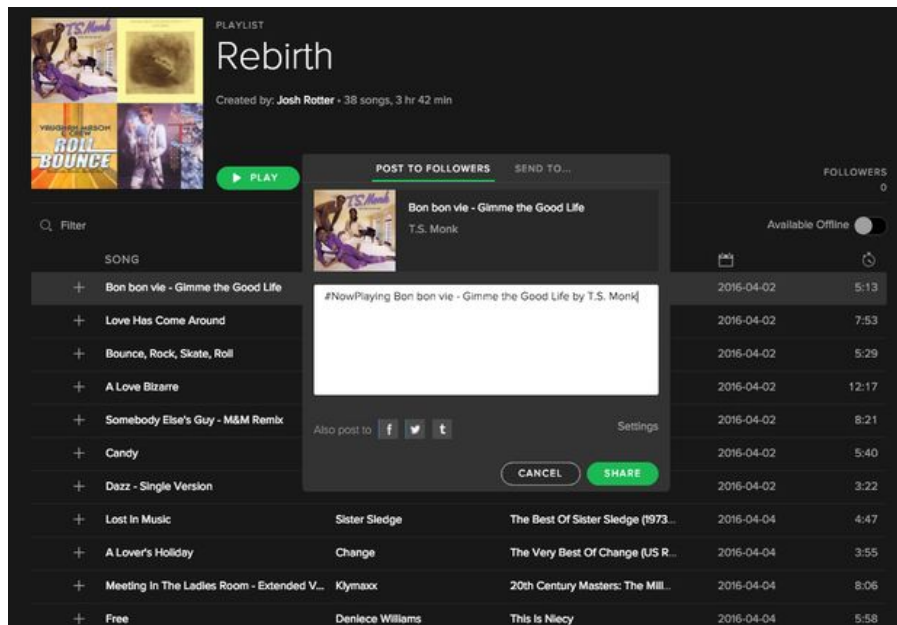 PLAYLIST
Rebirth
Created by: Josh Rotter • 38 songs, 3 hr 42 min
T.S. Monk
VAUGHAN MASON
& CREW
ROLL
BOUNCE
PLAY
FOLLOWERS
0
Filter
Available Offline
POST TO FOLLOWERS SEND TO...
T.S. Monk
Bon bon vie - Gimme the Good Life
T.S. Monk
#NowPlaying Bon bon vie - Gimme the Good Life by T.S. Monk
Also post to f t
Settings
CANCEL SHARE
SONG
+ Bon bon vie - Gimme the Good Life 2016-04-02 5:13
+ Love Has Come Around 2016-04-02 7:53
+ Bounce, Rock, Skate, Roll 2016-04-02 5:29
+ A Love Bizarre 2016-04-02 12:17
+ Somebody Else's Guy - M&M Remix 2016-04-02 8:21
+ Candy 2016-04-02 5:40
+ Dazz - Single Version 2016-04-02 3:22
+ Lost In Music Sister Sledge The Best Of Sister Sledge (1973... 2016-04-04 4:47
+ A Lover's Holiday Change The Very Best Of Change (US R... 2016-04-04 3:55
+ Meeting In The Ladies Room - Extended V... Klymaxx 20th Century Masters: The Mill... 2016-04-04 8:06
+ Free Deniece Williams This Is Niecy 2016-04-04 5:58